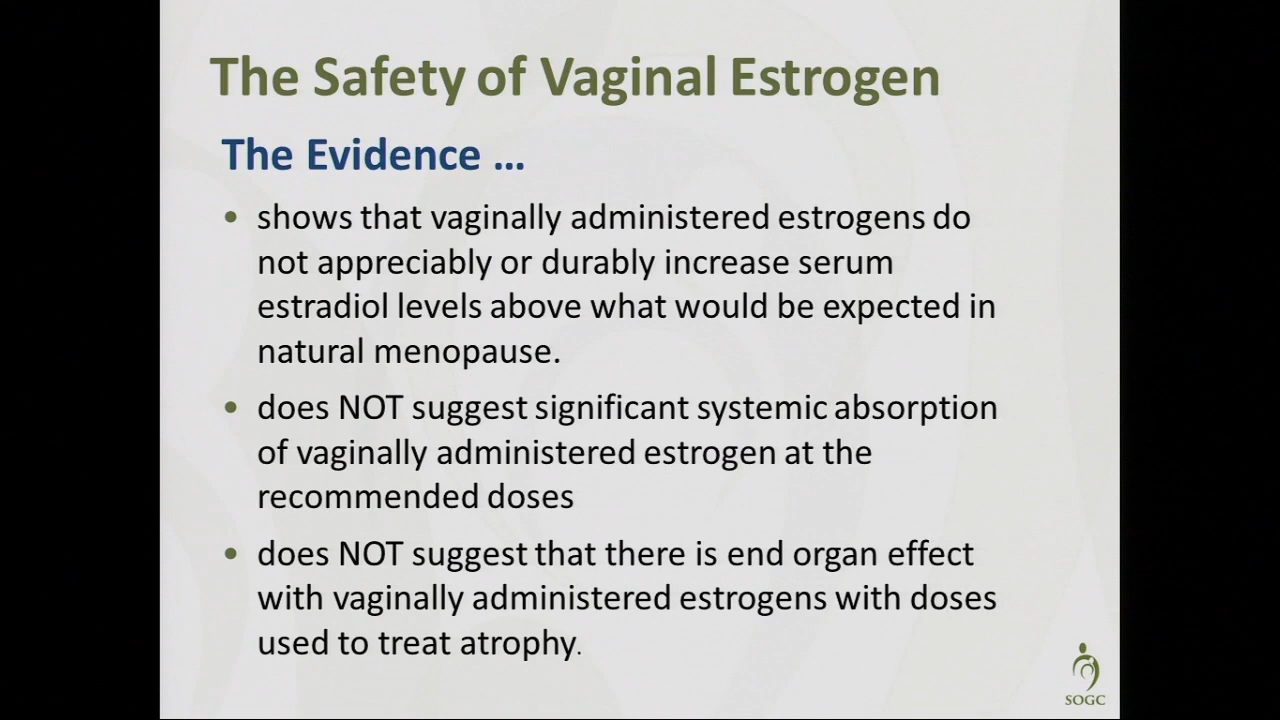 The Safety of Vaginal Estrogen
The Evidence ...
• shows that vaginally administered estrogens do
not appreciably or durably increase serum
estradiol levels above what would be expected in
natural menopause.
• does NOT suggest significant systemic absorption
of vaginally administered estrogen at the
recommended doses
• does NOT suggest that there is end organ effect
with vaginally administered estrogens with doses
used to treat atrophy.
SOGC